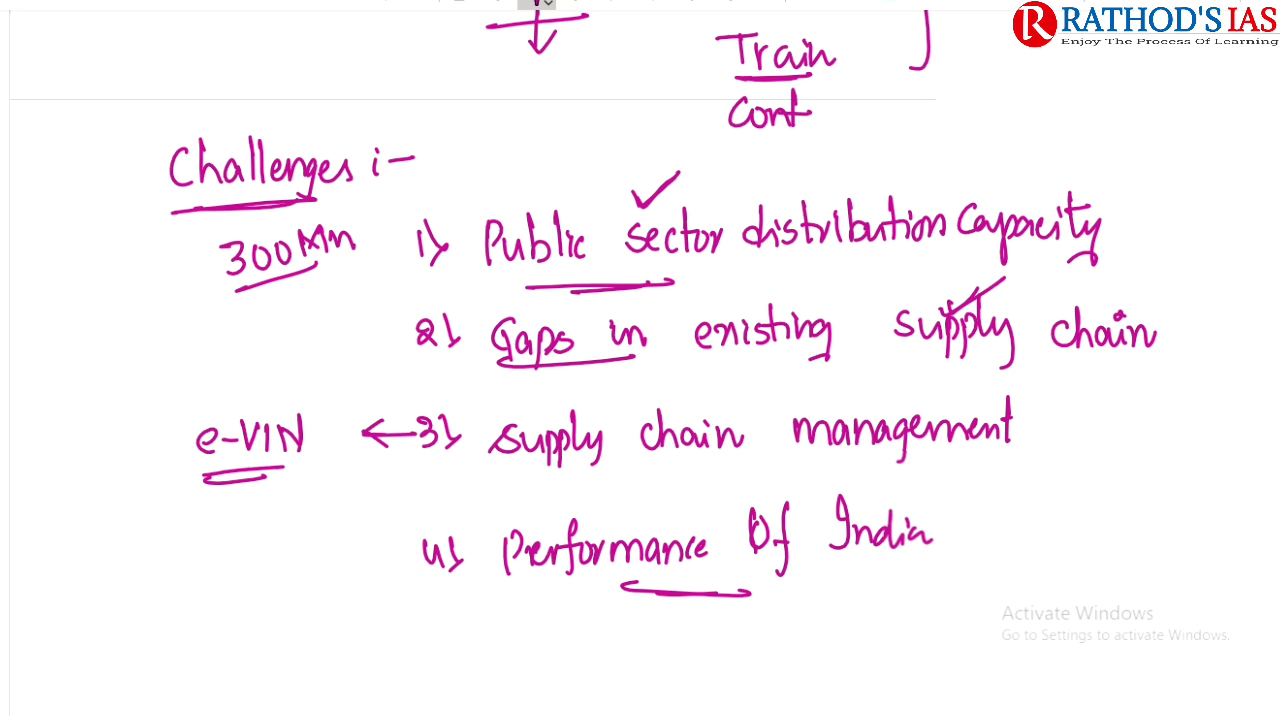 RATHOD'S IAS
Enjoy The Process Of Learning
Train
Cont
Challenges :-
300 Mn
1) Public sector distribution Capacity
2) Gaps in existing supply chain
e-VIN ← 3) supply chain management
4) Performance Of India
Activate Windows
Go to Settings to activate Windows.